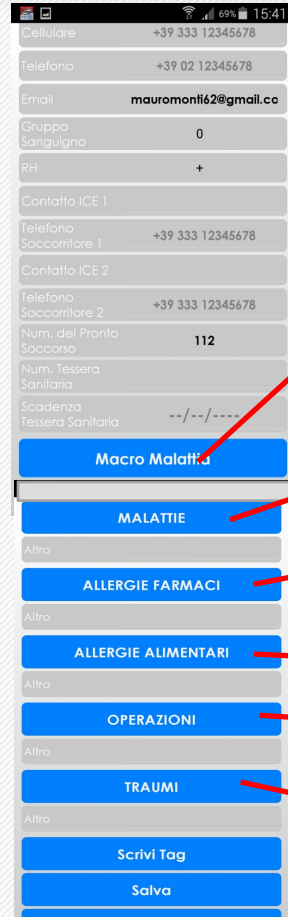 69% 15:41
Cellulare +39 333 12345678
Telefono +39 02 12345678
Email mauromonti62@gmail.cc
Gruppo
Sanguigno 0
RH +
Contatto ICE 1
Telefono
Soccorritore 1 +39 333 12345678
Contatto ICE 2
Telefono
Soccorritore 2 +39 333 12345678
Num. del Pronto
Soccorso 112
Num. Tessera
Sanitaria
Scadenza
Tessera Sanitaria --/--/----
Macro Malattia
MALATTIE
Altro
ALLERGIE FARMACI
Altro
ALLERGIE ALIMENTARI
Altro
OPERAZIONI
Altro
TRAUMI
Altro
Scrivi Tag
Salva